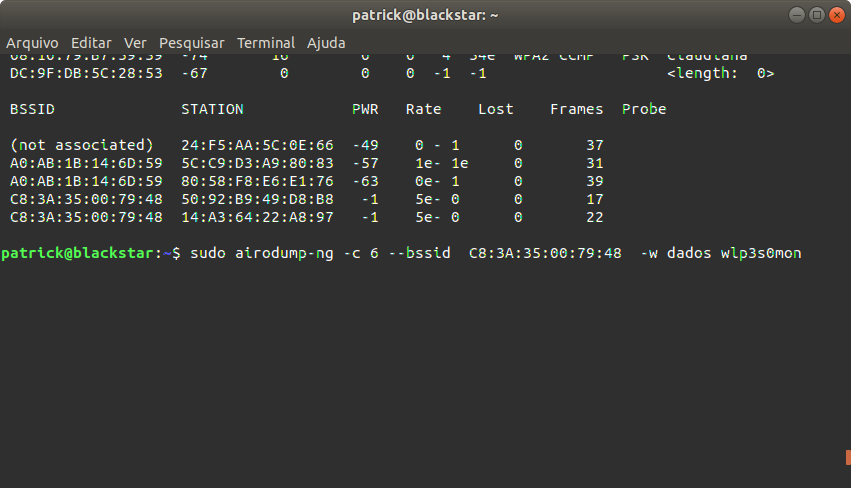 patrick@blackstar: ~
Arquivo Editar Ver Pesquisar Terminal Ajuda
-74 16 0 0 4 54e WPA2 CCMP PSK Claudiana
DC:9F:DB:5C:28:53 -67 0 0 0 -1 -1 <length: 0>
BSSID STATION PWR Rate Lost Frames Probe
(not associated) 24:F5:AA:5C:0E:66 -49 0 - 1 0 37
A0:AB:1B:14:6D:59 5C:C9:D3:A9:80:83 -57 1e- 1e 0 31
A0:AB:1B:14:6D:59 80:58:F8:E6:E1:76 -63 0e- 1 0 39
C8:3A:35:00:79:48 50:92:B9:49:D8:B8 -1 5e- 0 0 17
C8:3A:35:00:79:48 14:A3:64:22:A8:97 -1 5e- 0 0 22
patrick@blackstar:~$ sudo airodump-ng -c 6 --bssid C8:3A:35:00:79:48 -w dados wlp3s0mon